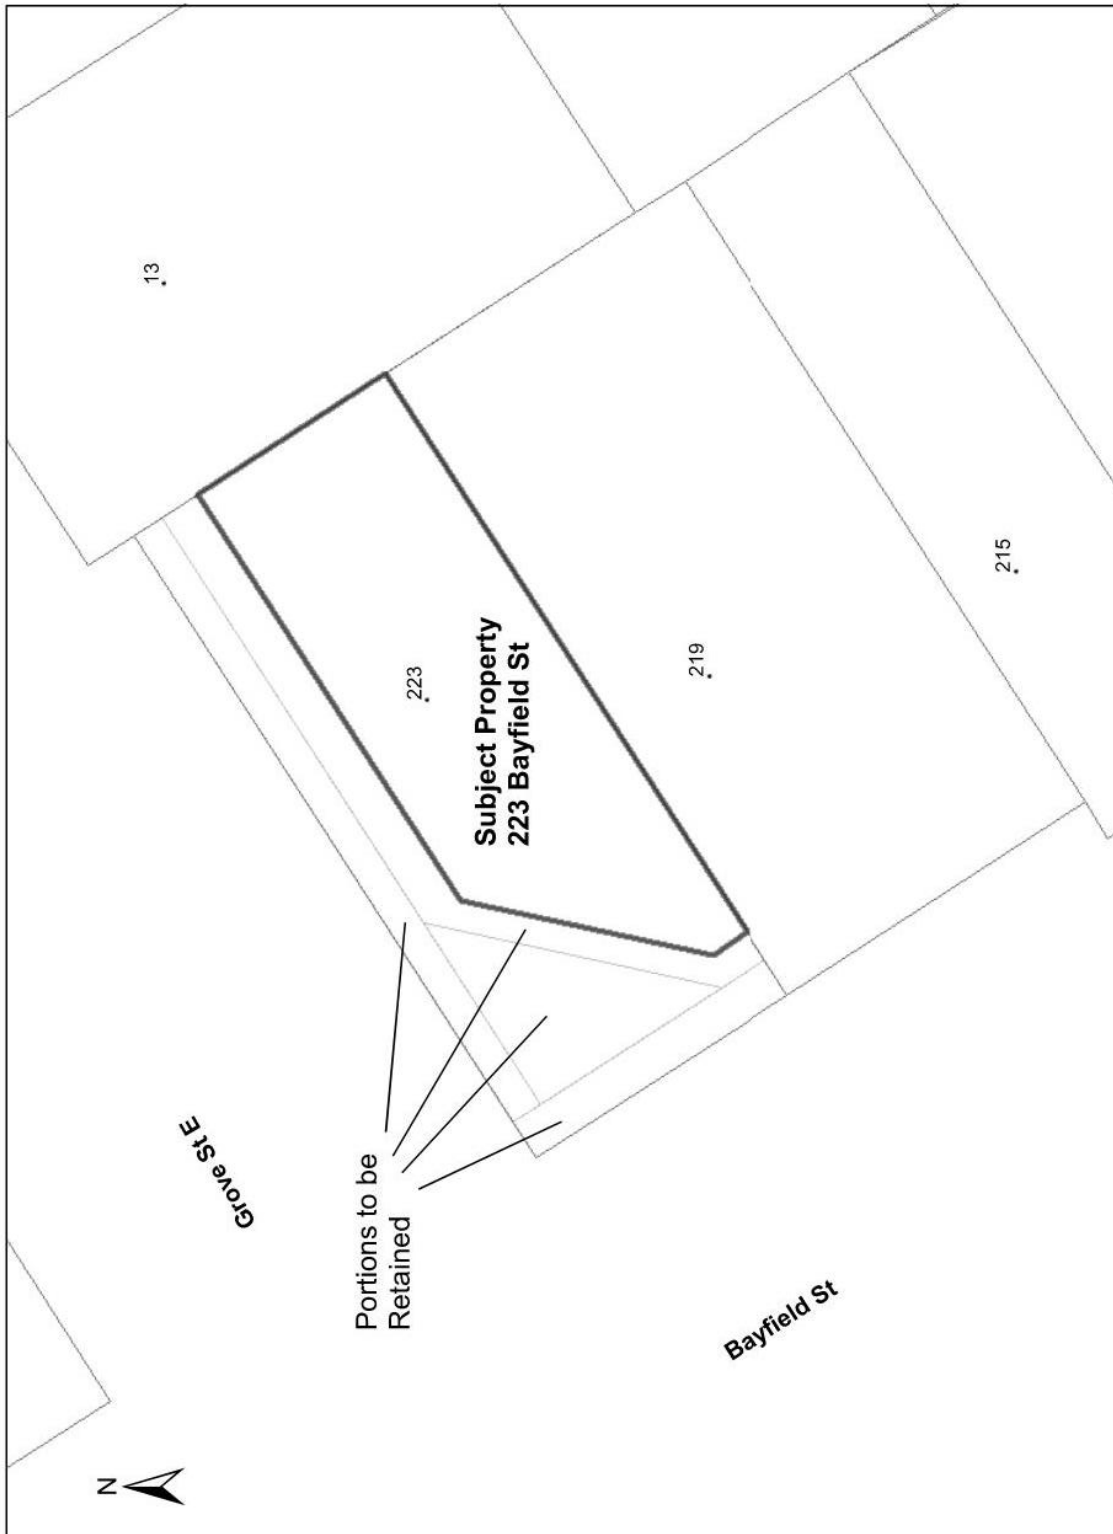 N
Grove St E
Portions to be
Retained
Bayfield St
Subject Property
223 Bayfield St
223
219
215
13